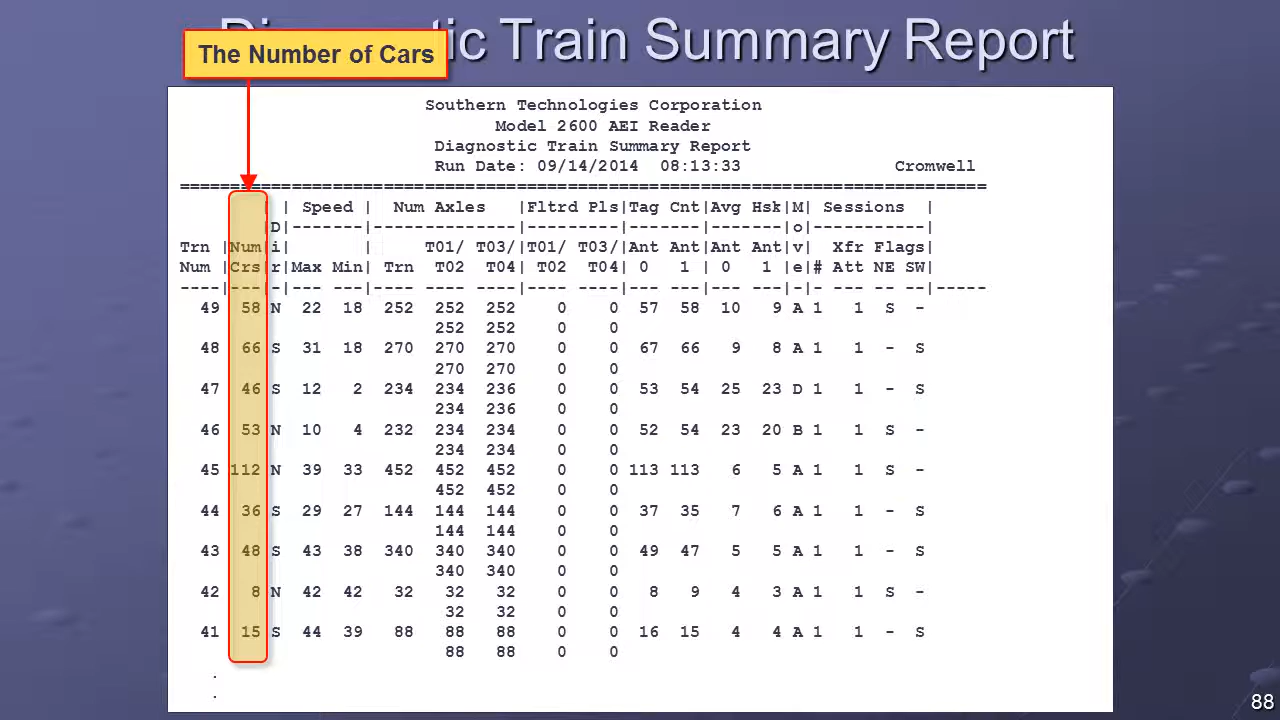 Diagnostic Train Summary Report
The Number of Cars
Southern Technologies Corporation
Model 2600 AEI Reader
Diagnostic Train Summary Report
Run Date: 09/14/2014 08:13:33 Cromwell
================================================================================
| | Speed | Num Axles |Fltrd Pls|Tag Cnt|Avg Hsk|M| Sessions |
|D|-------|--------------|---------|-------|-------|o|-----------|
Trn |Num|i| | T01/ T03/|T01/ T03/|Ant Ant|Ant Ant|v| Xfr Flags|
Num |Crs|r|Max Min| Trn T02 T04| T02 T04| 0 1 | 0 1 |e|# Att NE SW|
----|---|-|--- ---|---- ---- ----|---- ----|--- ---|--- ---|-|- --- -- --|-----
49 58 N 22 18 252 252 252 0 0 57 58 10 9 A 1 1 S -
252 252 0 0
48 66 S 31 18 270 270 270 0 0 67 66 9 8 A 1 1 - S
270 270 0 0
47 46 S 12 2 234 234 236 0 0 53 54 25 23 D 1 1 - S
234 236 0 0
46 53 N 10 4 232 234 234 0 0 52 54 23 20 B 1 1 S -
234 234 0 0
45 112 N 39 33 452 452 452 0 0 113 113 6 5 A 1 1 S -
452 452 0 0
44 36 S 29 27 144 144 144 0 0 37 35 7 6 A 1 1 - S
144 144 0 0
43 48 S 43 38 340 340 340 0 0 49 47 5 5 A 1 1 - S
340 340 0 0
42 8 N 42 42 32 32 32 0 0 8 9 4 3 A 1 1 S -
32 32 0 0
41 15 S 44 39 88 88 88 0 0 16 15 4 4 A 1 1 - S
88 88 0 0
.
.
88